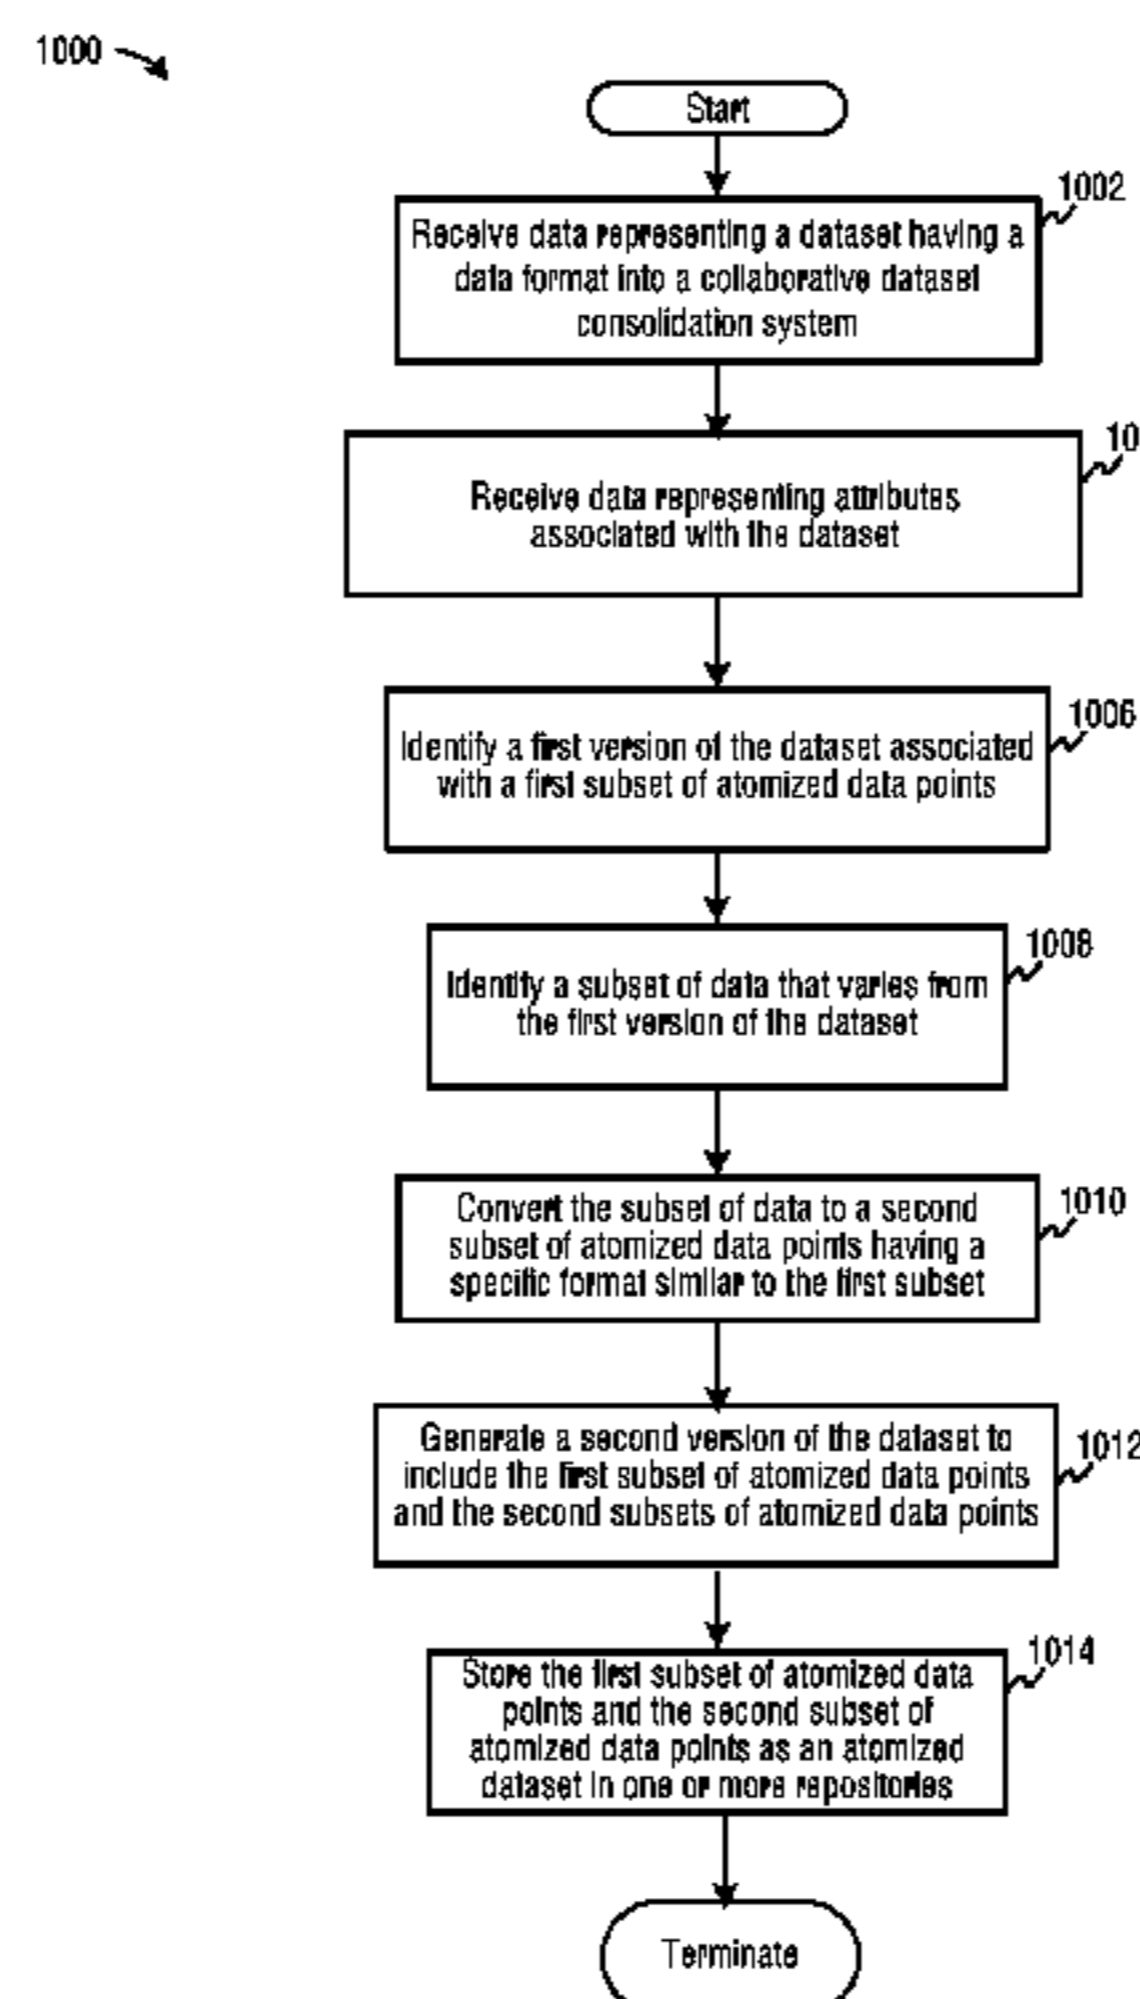 1000
Start
1002
Receive data representing a dataset having a
data format into a collaborative dataset
consolidation system
10
Receive data representing attributes
associated with the dataset
1006
Identify a first version of the dataset associated
with a first subset of atomized data points
1008
Identify a subset of data that varies from
the first version of the dataset
1010
Convert the subset of data to a second
subset of atomized data points having a
specific format similar to the first subset
1012
Generate a second version of the dataset to
include the first subset of atomized data points
and the second subsets of atomized data points
1014
Store the first subset of atomized data
points and the second subset of
atomized data points as an atomized
dataset in one or more repositories
Terminate